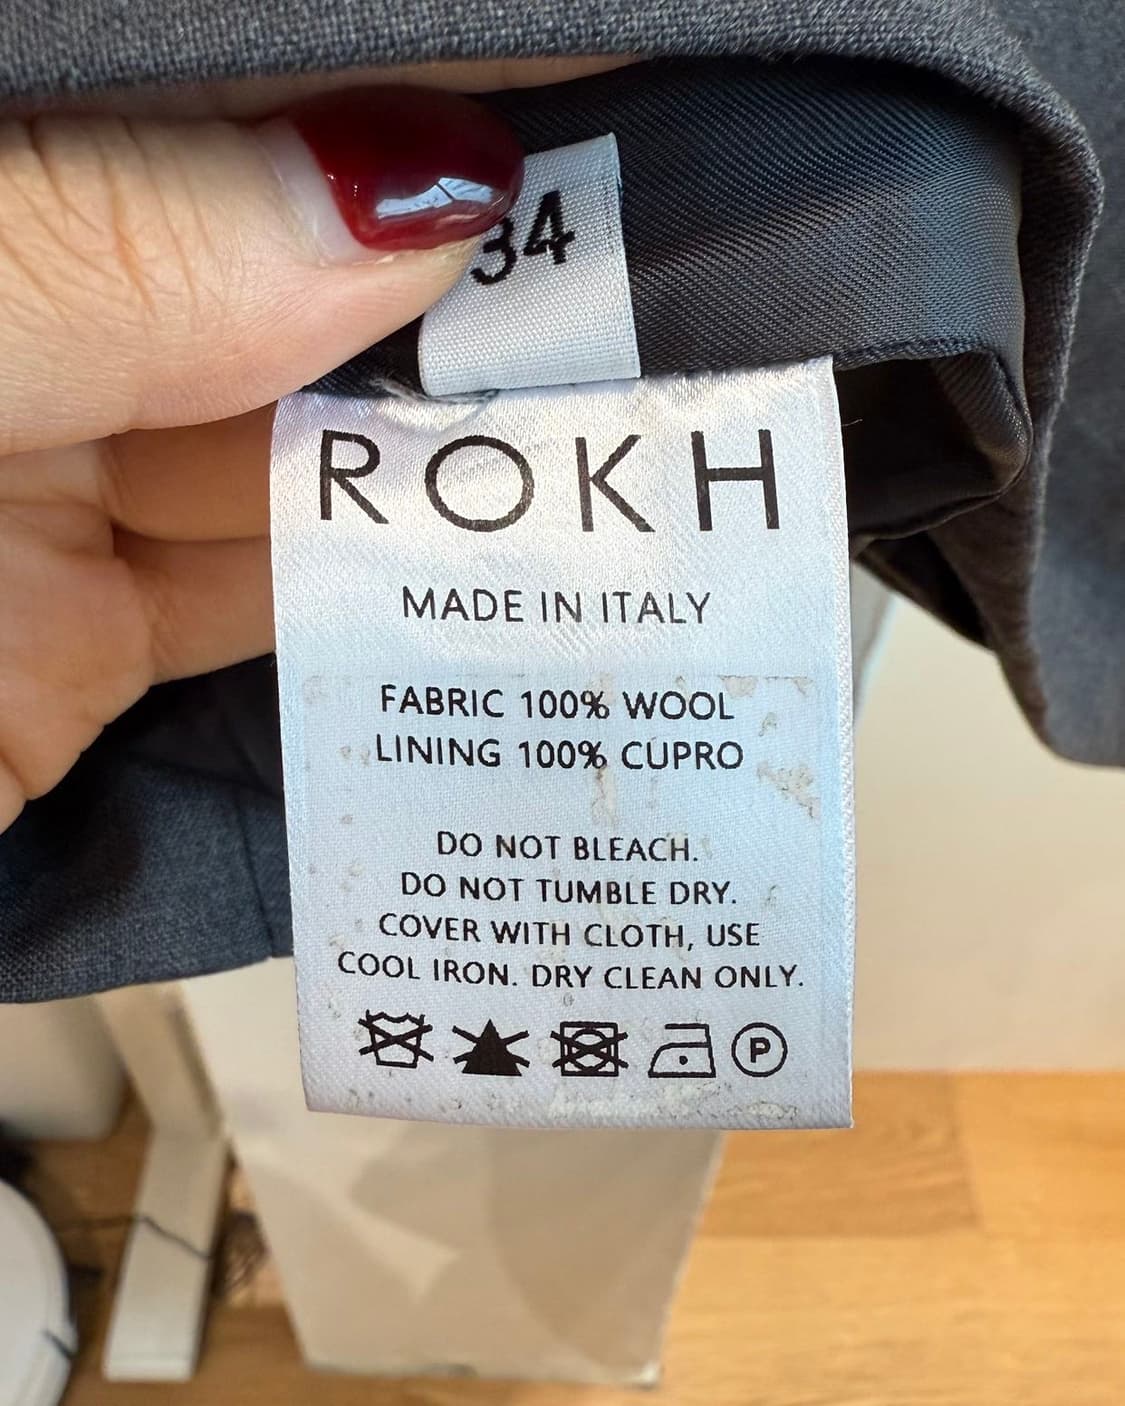 34
ROKH
MADE IN ITALY
FABRIC 100% WOOL
LINING 100% CUPRO
DO NOT BLEACH.
DO NOT TUMBLE DRY.
COVER WITH CLOTH, USE
COOL IRON. DRY CLEAN ONLY.
P